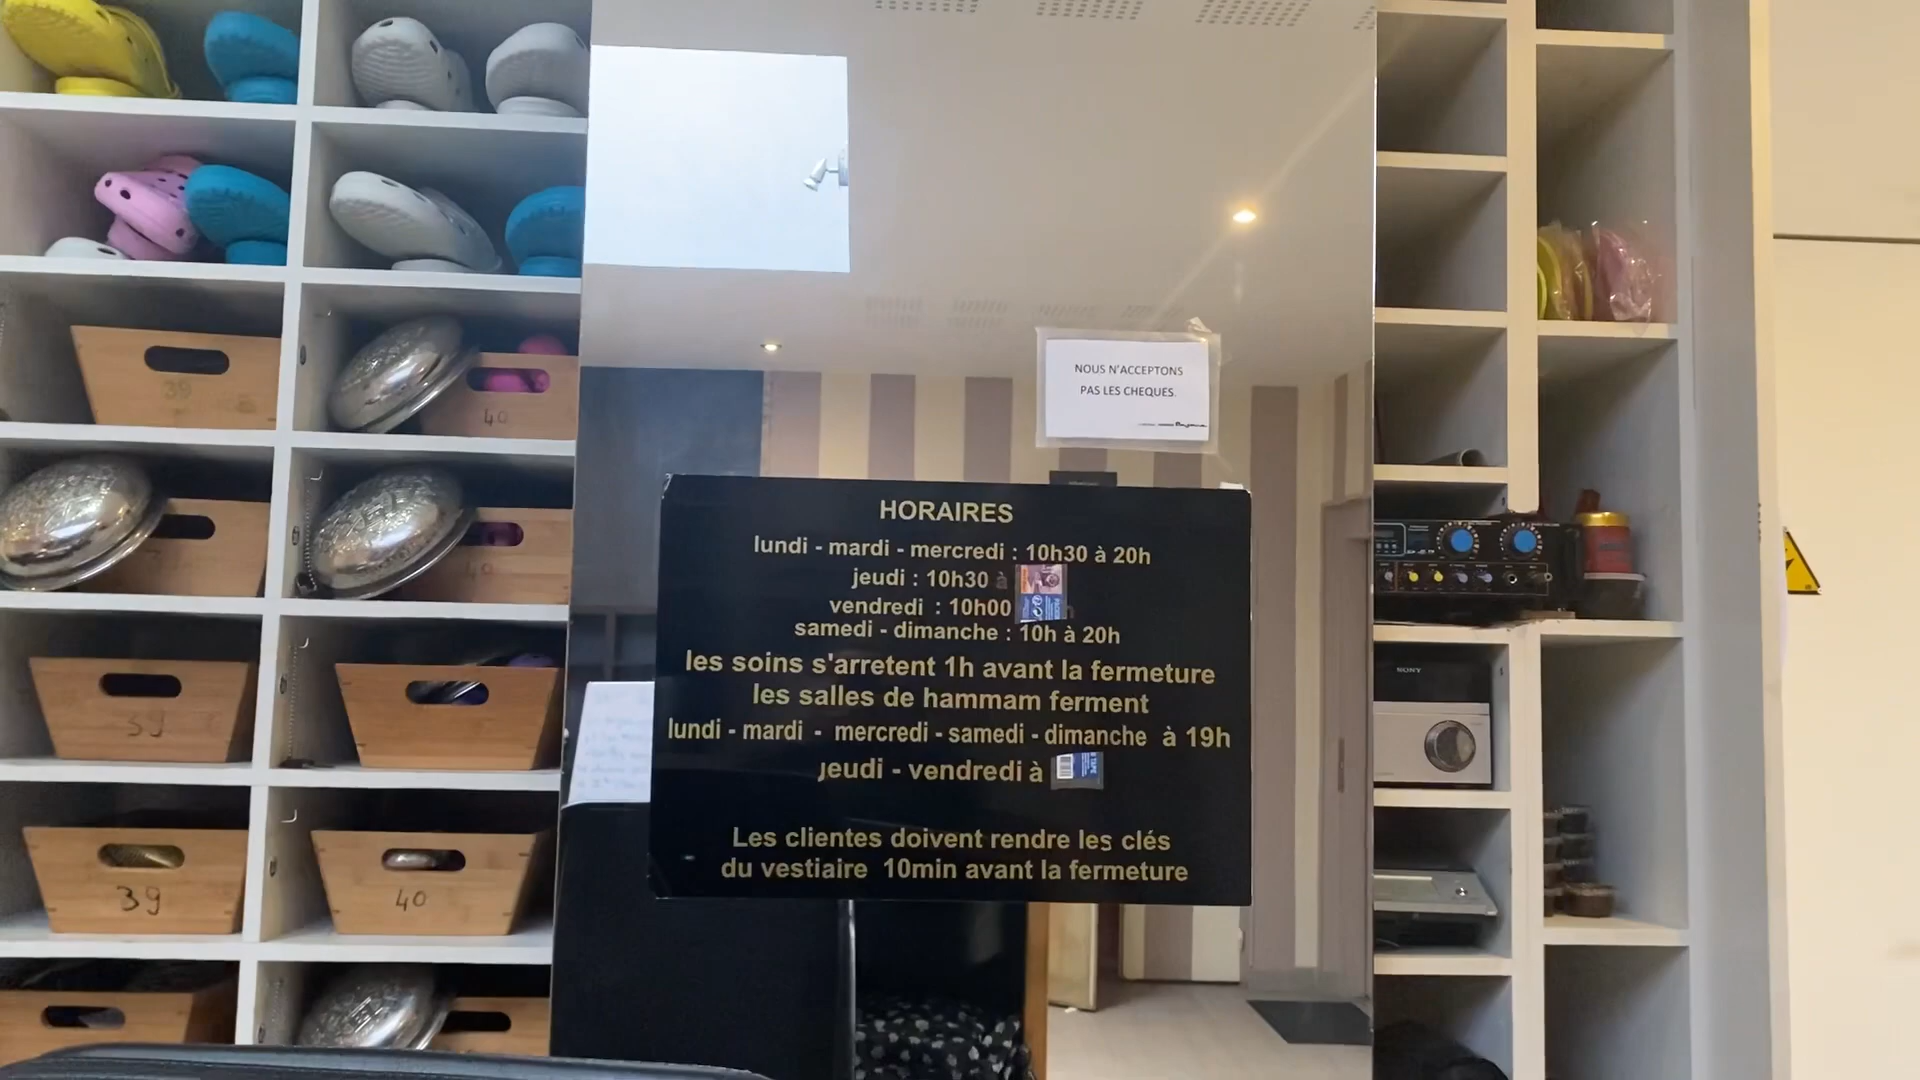 NOUS N'ACCEPTONS
PAS LES CHEQUES.
HORAIRES
lundi - mardi - mercredi : 10h30 à 20h
jeudi : 10h30 à
vendredi : 10h00
samedi - dimanche : 10h à 20h
les soins s'arretent 1h avant la fermeture
les salles de hammam ferment
lundi - mardi - mercredi - samedi - dimanche à 19h
jeudi - vendredi à
Les clientes doivent rendre les clés
du vestiaire 10min avant la fermeture
39
40
39
39
40
SONY